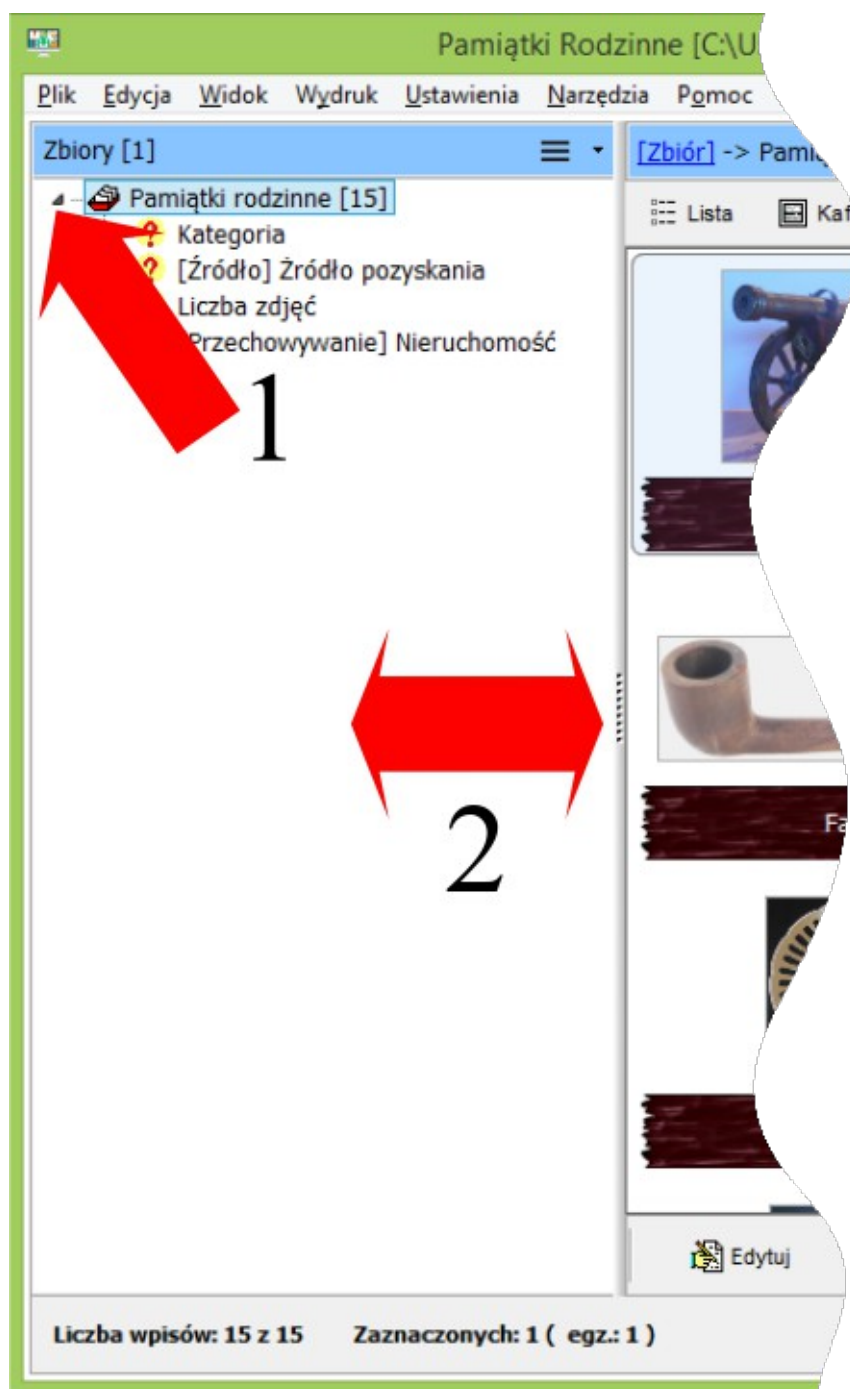 Pamiątki Rodzinne [C:\U
Plik Edycja Widok Wydruk Ustawienia Narzędzia Pomoc
Zbiory [1]
[Zbiór] ->
Pamiątki rodzinne [15]
Lista
Kategoria
[Źródło] Źródło pozyskania
Liczba zdjęć
Przechowywanie] Nieruchomość
1
2
Edytuj
Liczba wpisów: 15 z 15 Zaznaczonych: 1 ( egz.: 1 )